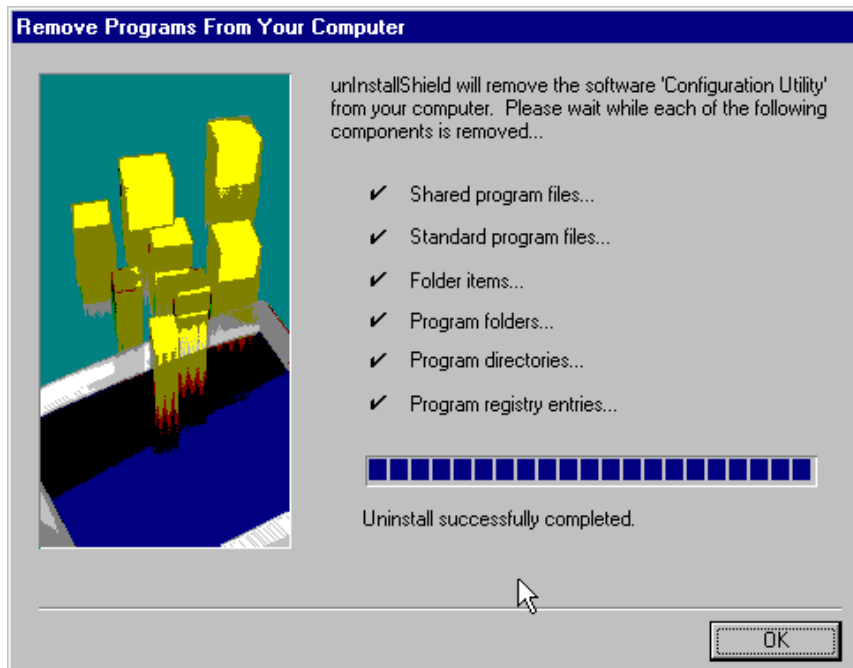 Remove Programs From Your Computer
unInstallShield will remove the software 'Configuration Utility'
from your computer.  Please wait while each of the following
components is removed...
✔ Shared program files...
✔ Standard program files...
✔ Folder items...
✔ Program folders...
✔ Program directories...
✔ Program registry entries...
Uninstall successfully completed.
OK